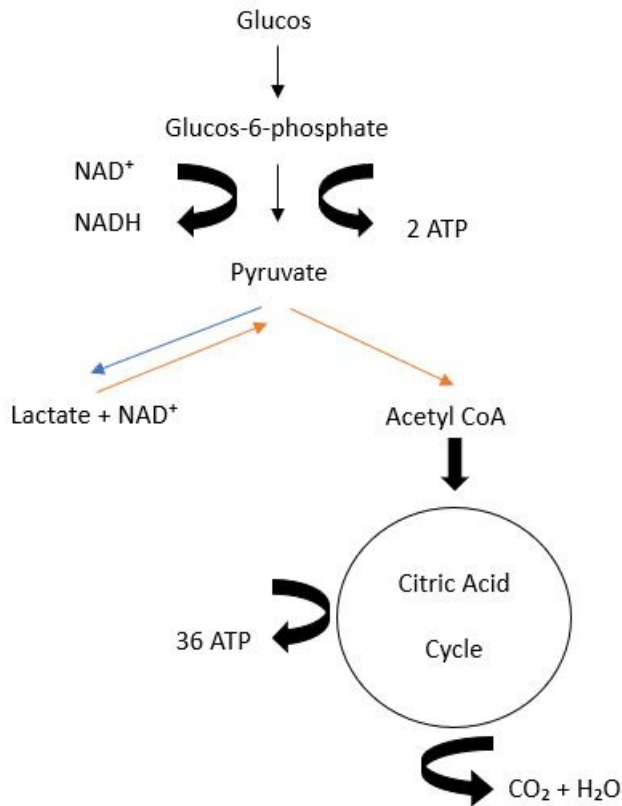 Glucos
Glucos-6-phosphate
NAD⁺
NADH
2 ATP
Pyruvate
Lactate + NAD⁺
Acetyl CoA
Citric Acid
Cycle
36 ATP
CO₂ + H₂O